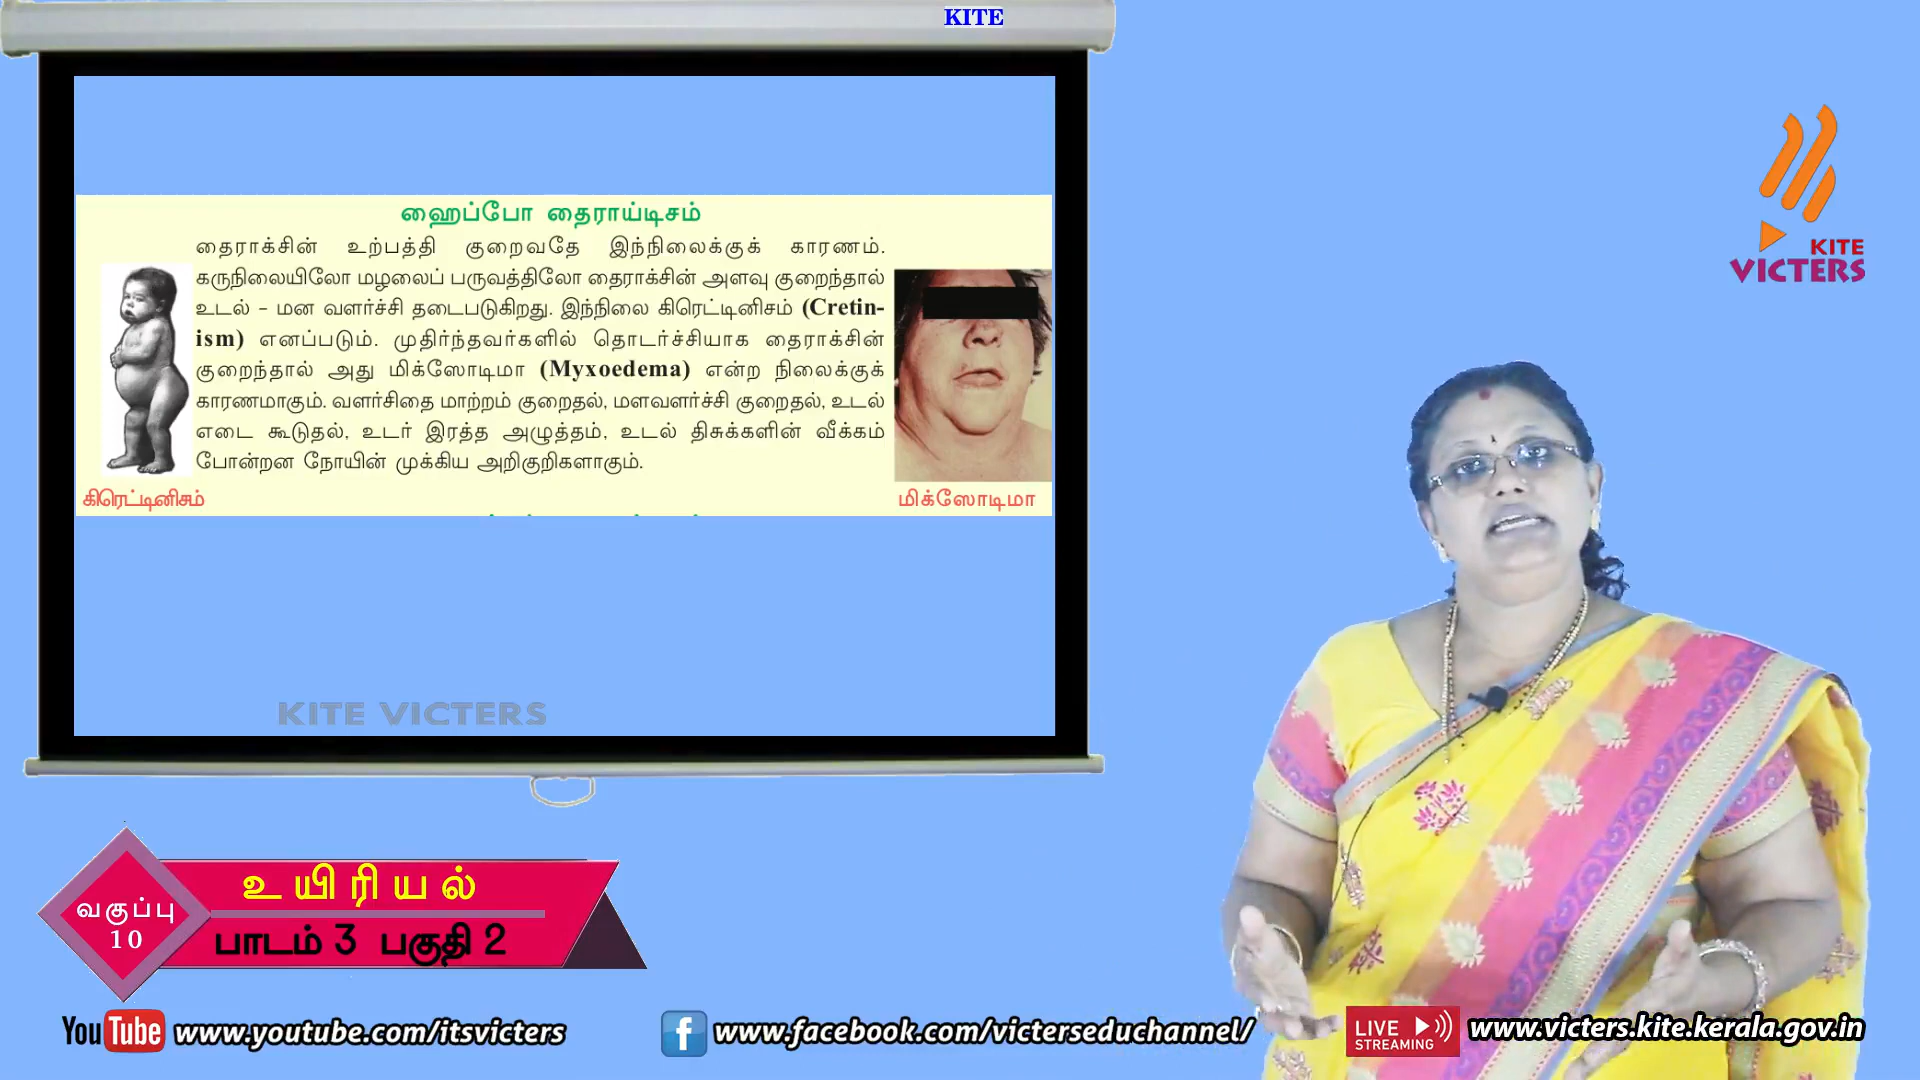 KITE
ஹைப்போ தைராய்டிசம்
தைராக்சின் உற்பத்தி குறைவதே இந்நிலைக்குக் காரணம்.
கருநிலையிலோ மழலைப் பருவத்திலோ தைராக்சின் அளவு குறைந்தால்
உடல் – மன வளர்ச்சி தடைபடுகிறது. இந்நிலை கிரெட்டினிசம் (Cretin-
ism) எனப்படும். முதிர்ந்தவர்களில் தொடர்ச்சியாக தைராக்சின்
குறைந்தால் அது மிக்ஸோடிமா (Myxoedema) என்ற நிலைக்குக்
காரணமாகும். வளர்சிதை மாற்றம் குறைதல், மளவளர்ச்சி குறைதல், உடல்
எடை கூடுதல், உடர் இரத்த அழுத்தம், உடல் திசுக்களின் வீக்கம்
போன்றன நோயின் முக்கிய அறிகுறிகளாகும்.
கிரெட்டினிசம்
மிக்ஸோடிமா
KITE VICTERS
KITE
VICTERS
உயிரியல்
வகுப்பு
10
பாடம் 3 பகுதி 2
YouTube www.youtube.com/itsvicters
f www.facebook.com/victerseduchannel/
LIVE
STREAMING
www.victers.kite.kerala.gov.in